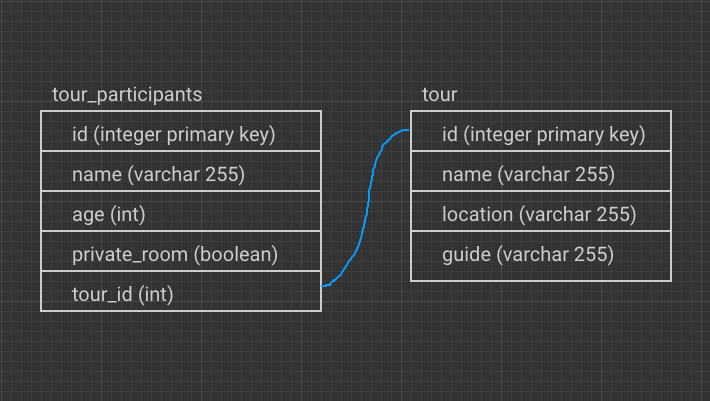 tour_participants
id (integer primary key)
name (varchar 255)
age (int)
private_room (boolean)
tour_id (int)
tour
id (integer primary key)
name (varchar 255)
location (varchar 255)
guide (varchar 255)